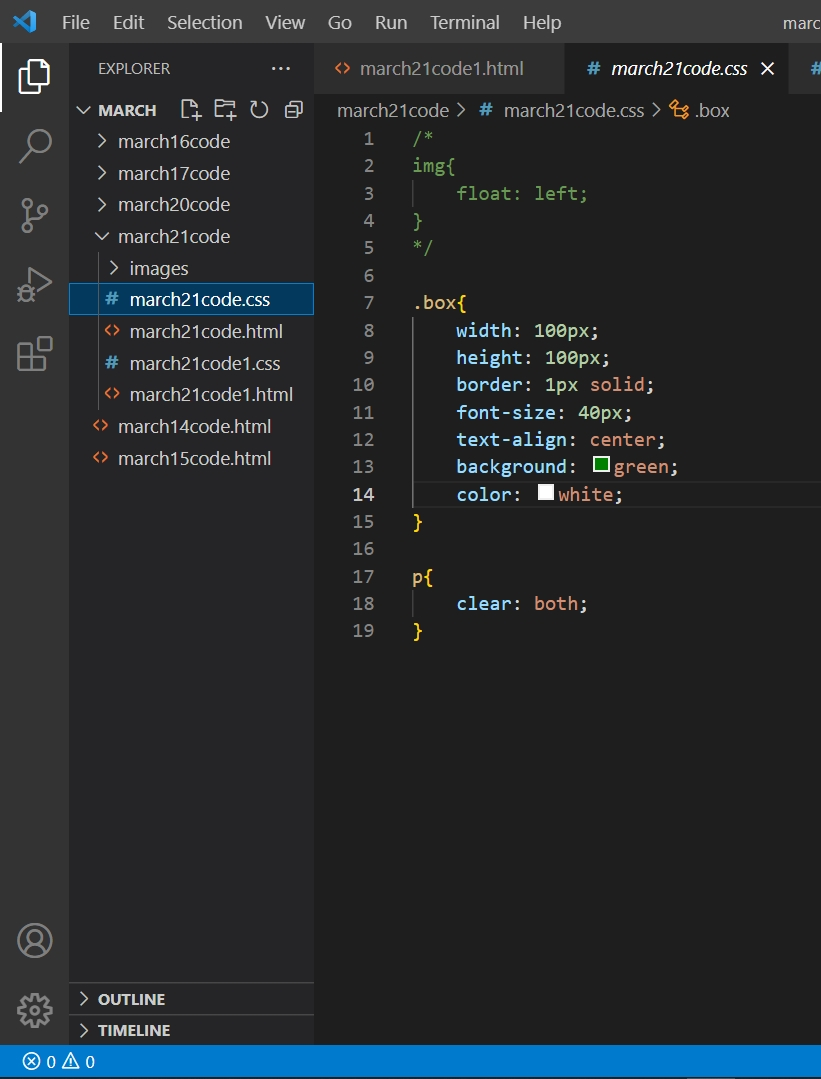 File Edit Selection View Go Run Terminal Help marc
EXPLORER ...
MARCH
march16code
march17code
march20code
march21code
images
# march21code.css
<> march21code.html
# march21code1.css
<> march21code1.html
<> march14code.html
<> march15code.html
OUTLINE
TIMELINE
<> march21code1.html # march21code.css × #
march21code > # march21code.css > .box
1 /*
2 img{
3 float: left;
4 }
5 */
6
7 .box{
8 width: 100px;
9 height: 100px;
10 border: 1px solid;
11 font-size: 40px;
12 text-align: center;
13 background: green;
14 color: white;
15 }
16
17 p{
18 clear: both;
19 }
0 0